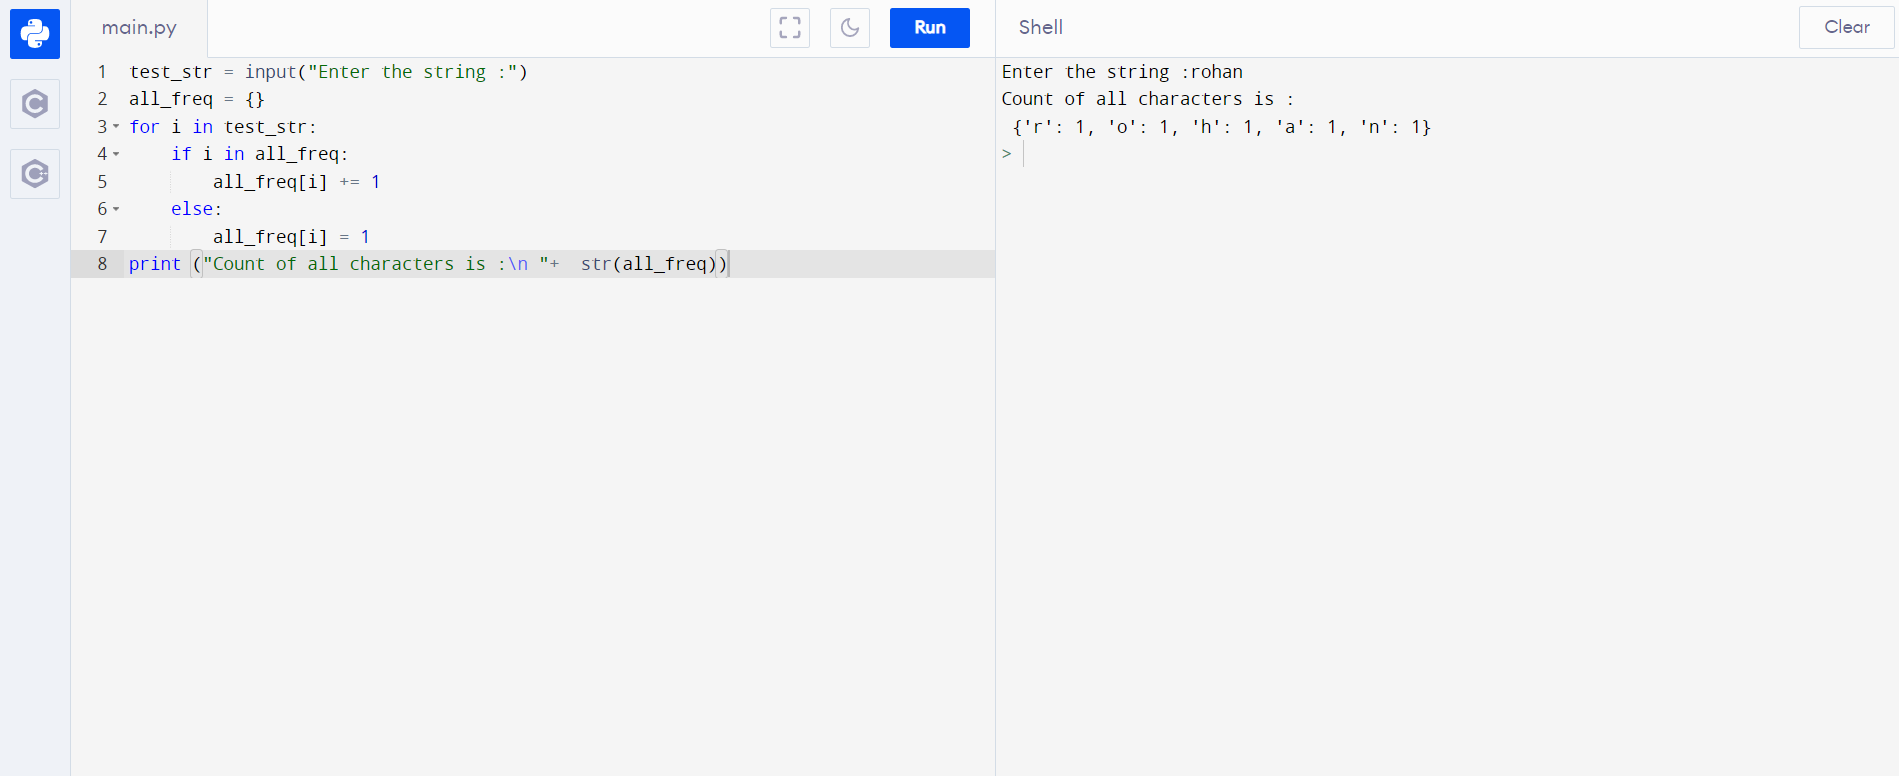 main.py
Run
1 test_str = input("Enter the string :")
2 all_freq = {}
3 for i in test_str:
4     if i in all_freq:
5         all_freq[i] += 1
6     else:
7         all_freq[i] = 1
8 print ("Count of all characters is :\n "+  str(all_freq))
Shell
Clear
Enter the string :rohan
Count of all characters is :
 {'r': 1, 'o': 1, 'h': 1, 'a': 1, 'n': 1}
>